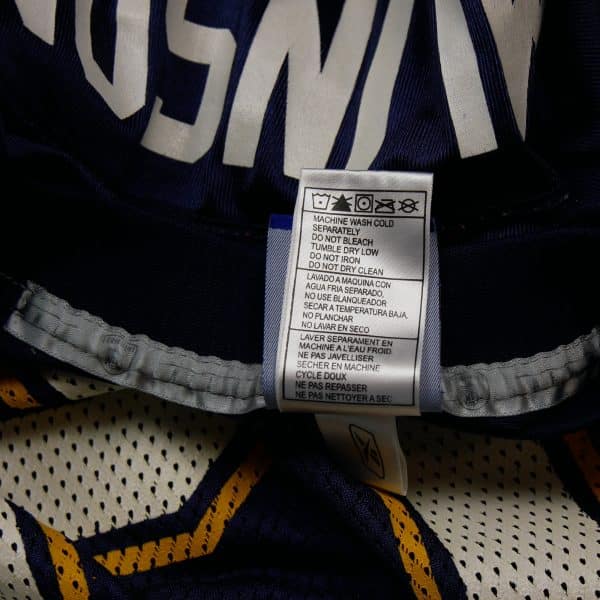 INSON
MACHINE WASH COLD
SEPARATELY
DO NOT BLEACH
TUMBLE DRY LOW
DO NOT IRON
DO NOT DRY CLEAN
LAVADO A MAQUINA CON
AGUA FRIA SEPARADO,
NO USE BLANQUEADOR
SECAR A TEMPERATURA BAJA,
NO PLANCHAR
NO LAVAR EN SECO
LAVER SEPARAMENT EN
MACHINE A L'EAU FROID.
NE PAS JAVELLISER
SECHER EN MACHINE
CYCLE DOUX
NE PAS REPASSER
NE PAS NETTOYER A SEC